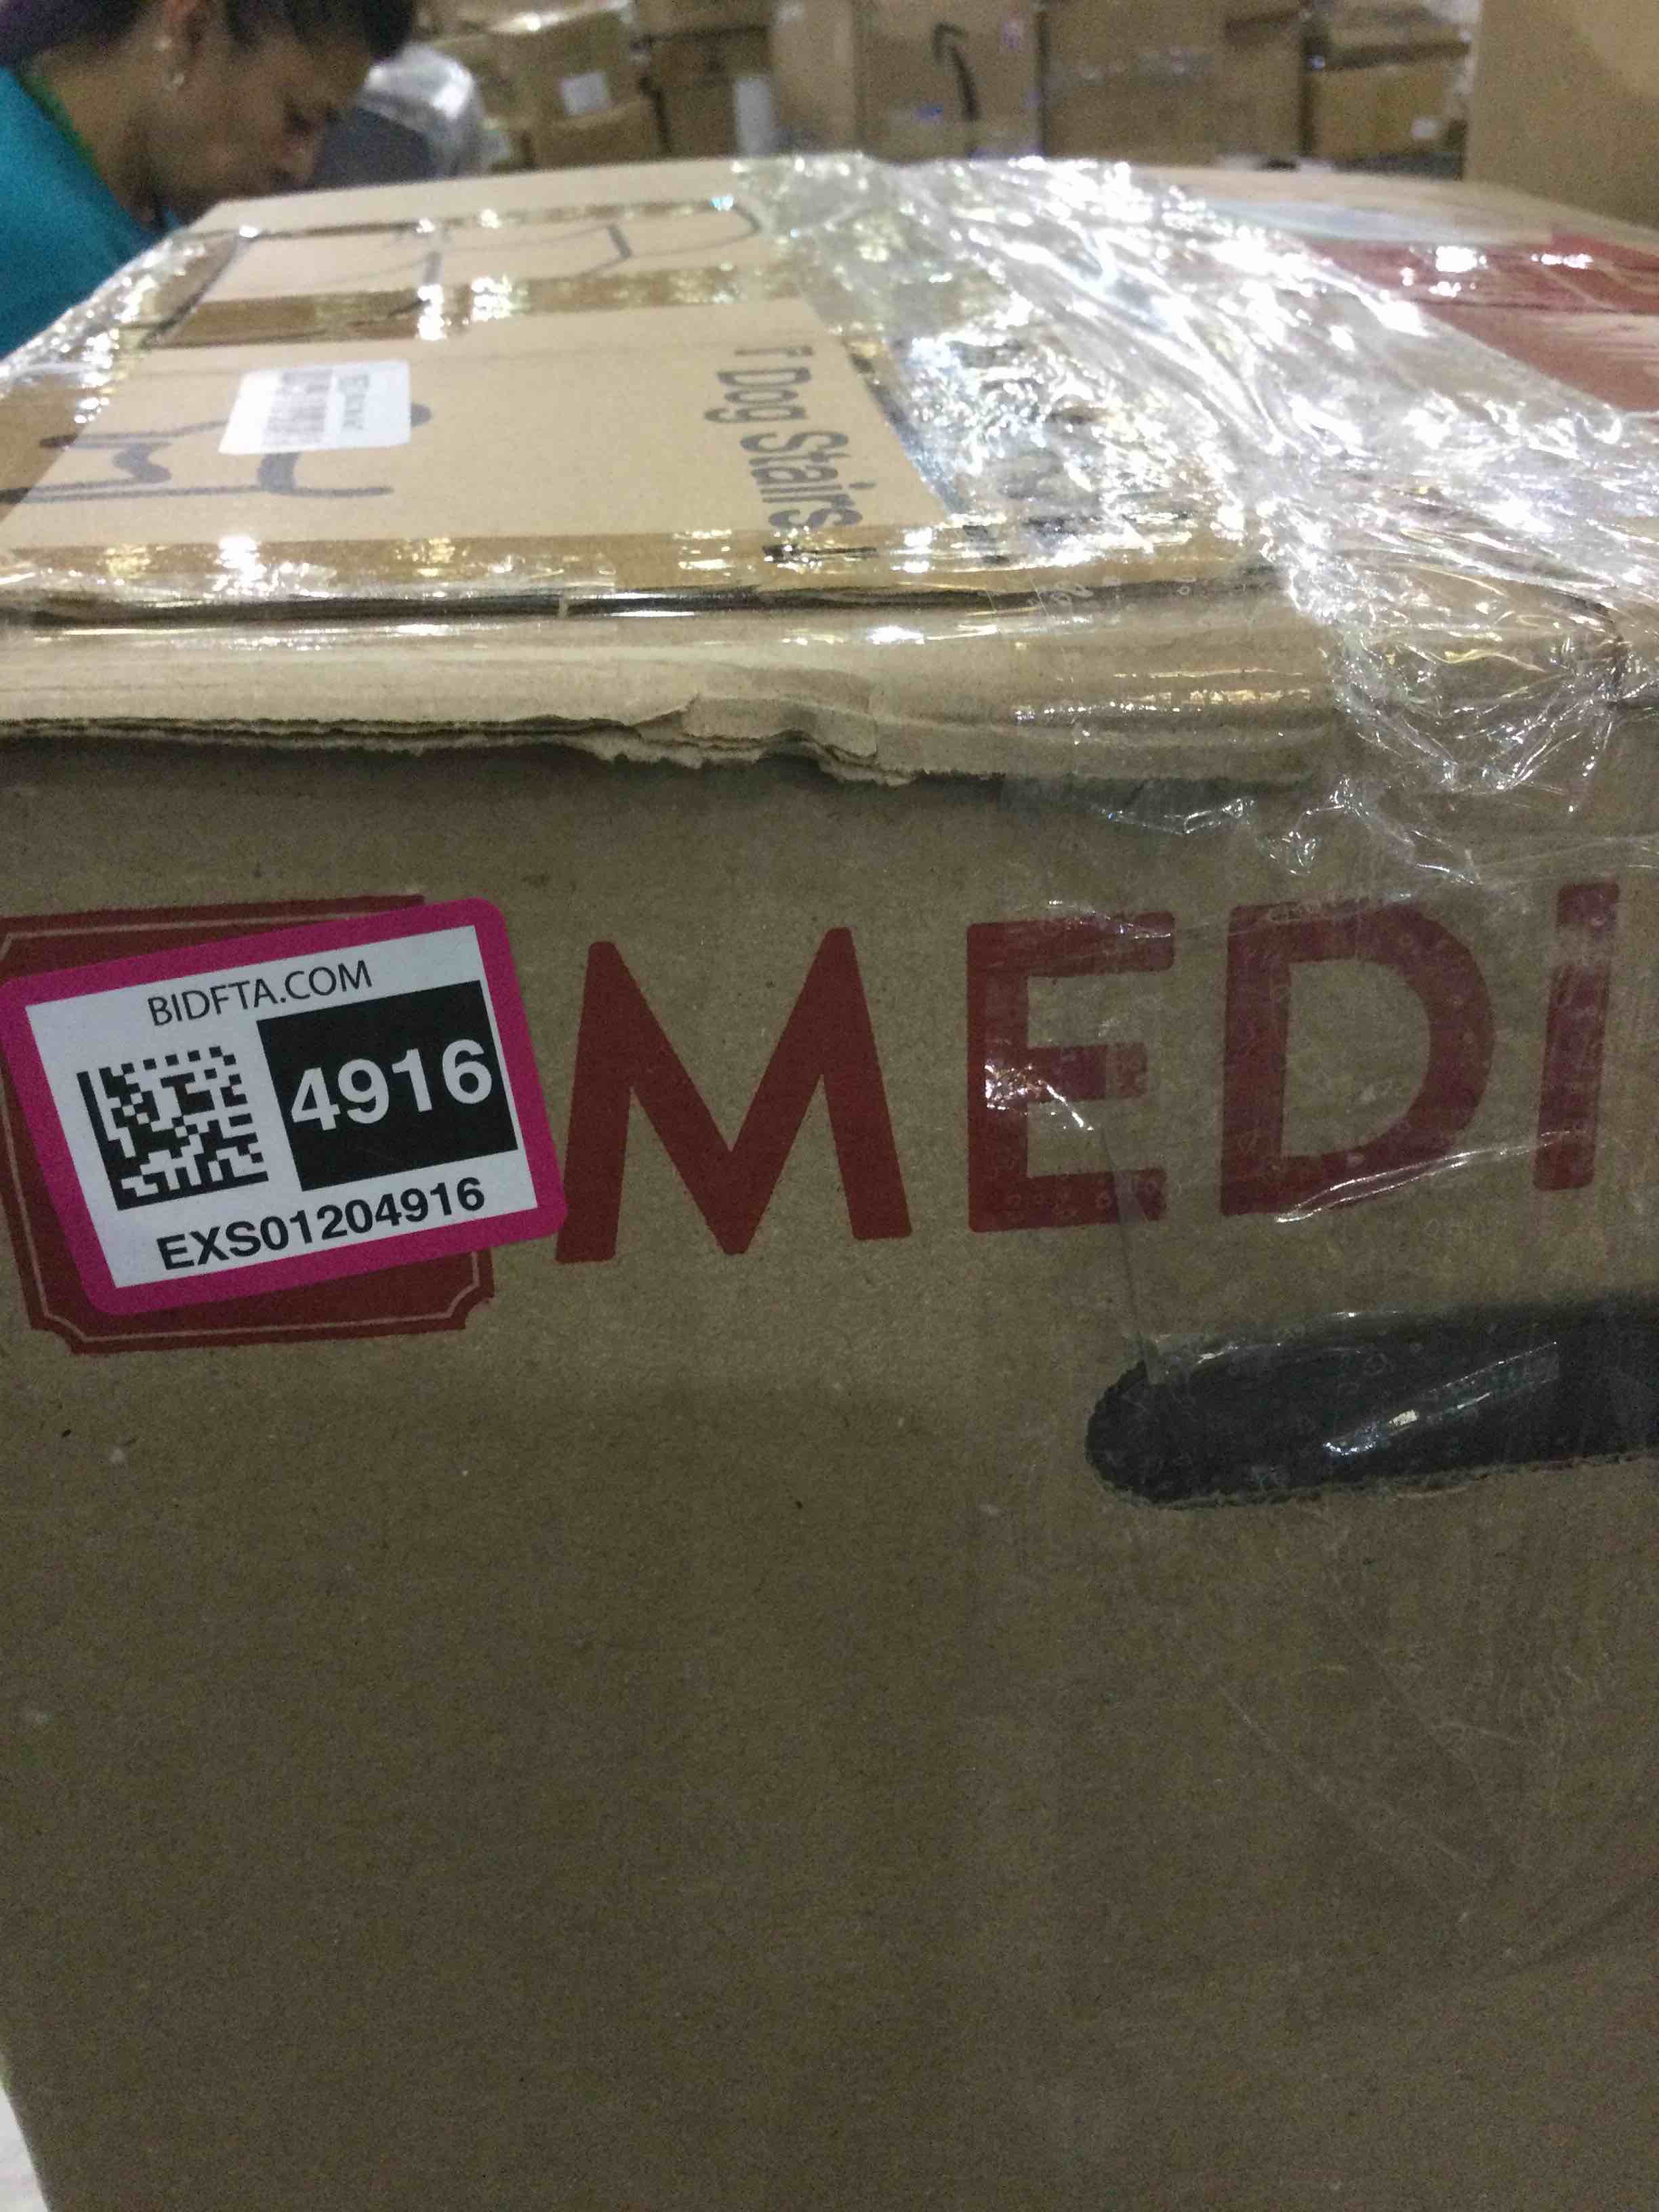 Dog Stairs
BIDFTA.COM
4916
EXS01204916
MEDI